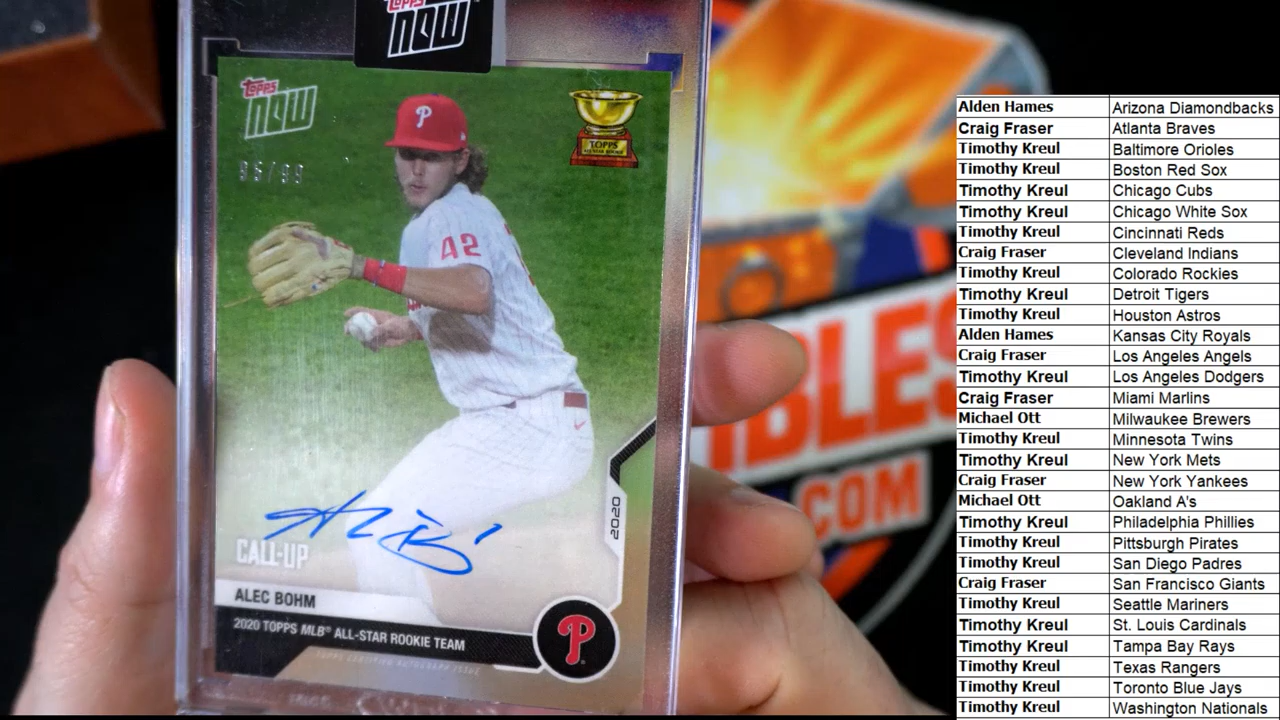 TOPPS
NOW
TOPPS
NOW
TOPPS
42
2020
CALL-UP
ALEC BOHM
2020 TOPPS MLB® ALL-STAR ROOKIE TEAM
TOPPS CERTIFIED AUTOGRAPH ISSUE
P
P
IBLES
.COM
Alden Hames Arizona Diamondbacks
Craig Fraser Atlanta Braves
Timothy Kreul Baltimore Orioles
Timothy Kreul Boston Red Sox
Timothy Kreul Chicago Cubs
Timothy Kreul Chicago White Sox
Timothy Kreul Cincinnati Reds
Craig Fraser Cleveland Indians
Timothy Kreul Colorado Rockies
Timothy Kreul Detroit Tigers
Timothy Kreul Houston Astros
Alden Hames Kansas City Royals
Craig Fraser Los Angeles Angels
Timothy Kreul Los Angeles Dodgers
Craig Fraser Miami Marlins
Michael Ott Milwaukee Brewers
Timothy Kreul Minnesota Twins
Timothy Kreul New York Mets
Craig Fraser New York Yankees
Michael Ott Oakland A's
Timothy Kreul Philadelphia Phillies
Timothy Kreul Pittsburgh Pirates
Timothy Kreul San Diego Padres
Craig Fraser San Francisco Giants
Timothy Kreul Seattle Mariners
Timothy Kreul St. Louis Cardinals
Timothy Kreul Tampa Bay Rays
Timothy Kreul Texas Rangers
Timothy Kreul Toronto Blue Jays
Timothy Kreul Washington Nationals